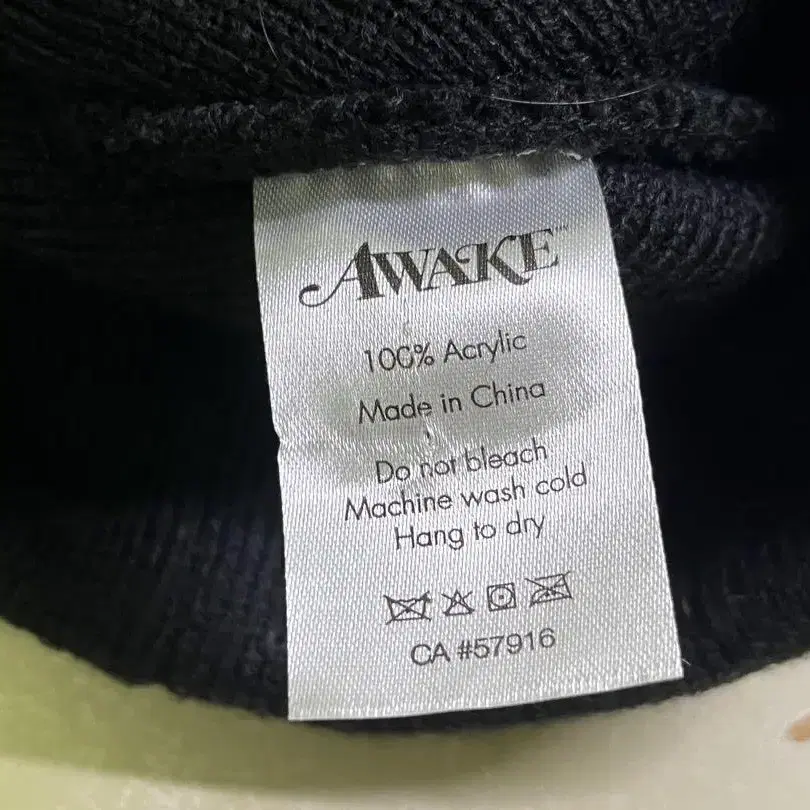 AWAKE™
100% Acrylic
Made in China
Do not bleach
Machine wash cold
Hang to dry
CA #57916